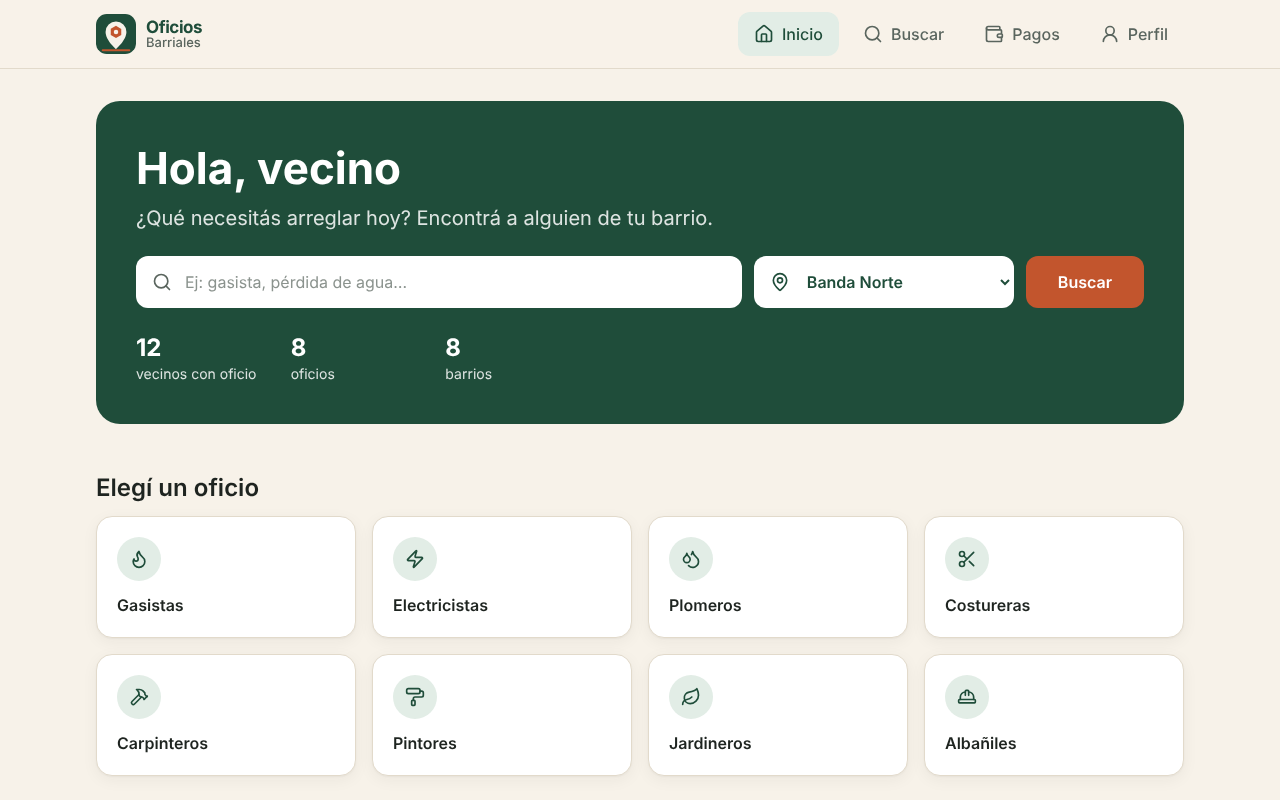 Oficios
Barriales
Inicio
Buscar
Pagos
Perfil
Hola, vecino
¿Qué necesitás arreglar hoy? Encontrá a alguien de tu barrio.
Ej: gasista, pérdida de agua...
Banda Norte
Buscar
12
vecinos con oficio
8
oficios
8
barrios
Elegí un oficio
Gasistas
Electricistas
Plomeros
Costureras
Carpinteros
Pintores
Jardineros
Albañiles